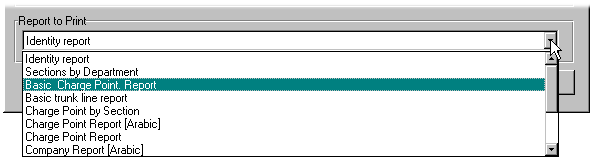 Report to Print
Identity report
Identity report
Sections by Department
Basic  Charge Point. Report
Basic trunk line report
Charge Point by Section
Charge Point Report [Arabic]
Charge Point Report
Company Report [Arabic]